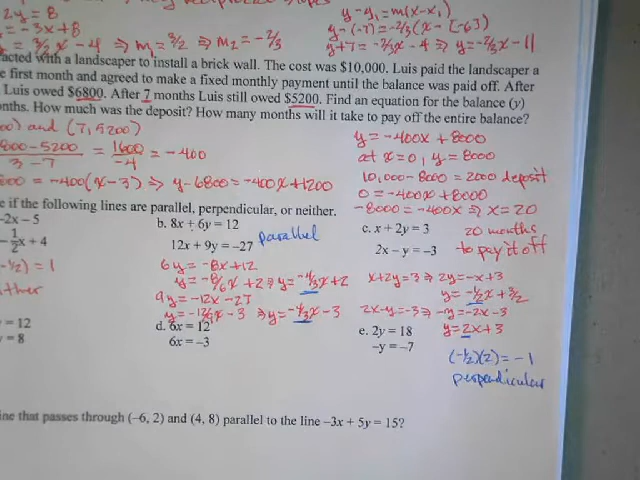 2y = 8
= -3x + 8
= 3/2x - 4 ⇒ m₁ = 3/2 ⇒ m₂ = -2/3
y - y₁ = m(x - x₁)
y - (-7) = -2/3(x - [-6])
y + 7 = -2/3x - 4 ⇒ y = -2/3x - 11
acted with a landscaper to install a brick wall. The cost was $10,000. Luis paid the landscaper a
e first month and agreed to make a fixed monthly payment until the balance was paid off. After
Luis owed $6800. After 7 months Luis still owed $5200. Find an equation for the balance (y)
nths. How much was the deposit? How many months will it take to pay off the entire balance?
00) and (7, 5200)
800 - 5200 / 3 - 7 = 1600 / -4 = -400
800 = -400(x - 3) ⇒ y - 6800 = -400x + 1200
y = -400x + 8000
at x = 0, y = 8000
10,000 - 8000 = 2000 deposit
0 = -400x + 8000
-8000 = -400x ⇒ x = 20
20 months
to pay it off
e if the following lines are parallel, perpendicular, or neither.
-2x - 5
-1/2x + 4
-1/2) = 1
ither
= 12
y = 8
b. 8x + 6y = 12
12x + 9y = -27
parallel
6y = -8x + 12
y = -8/6x + 2 ⇒ y = -4/3x + 2
9y = -12x - 27
y = -12/9x - 3 ⇒ y = -4/3x - 3
c. x + 2y = 3
2x - y = -3
x + 2y = 3 ⇒ 2y = -x + 3
y = -1/2x + 3/2
2x - y = -3 ⇒ -y = -2x - 3
y = 2x + 3
(-1/2)(2) = -1
perpendicular
d. 6x = 12
6x = -3
e. 2y = 18
-y = -7
ine that passes through (-6, 2) and (4, 8) parallel to the line -3x + 5y = 15?